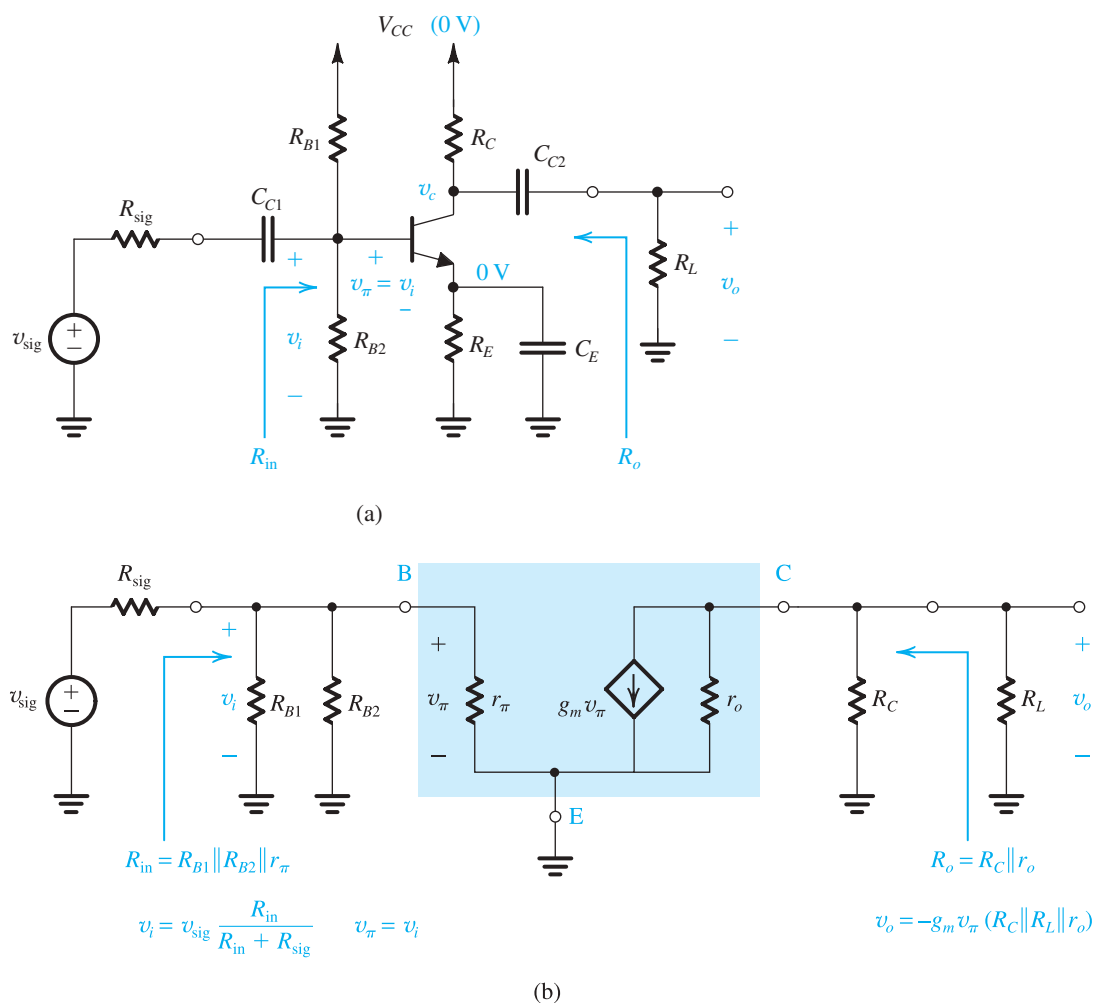 V_CC (0 V)
R_B1
R_C
C_C2
v_c
C_C1
R_sig
+
+
+
0 V
R_L
v_π = v_i
−
v_o
v_sig
+
−
v_i
R_B2
R_E
C_E
−
−
R_in
R_o
(a)
R_sig
B
C
+
+
+
v_sig
+
−
v_i
R_B1
R_B2
v_π
r_π
g_m v_π
r_o
R_C
R_L
v_o
−
−
−
E
R_in = R_B1 || R_B2 || r_π
R_o = R_C || r_o
v_i = v_sig R_in / (R_in + R_sig) v_π = v_i
v_o = −g_m v_π (R_C || R_L || r_o)
(b)